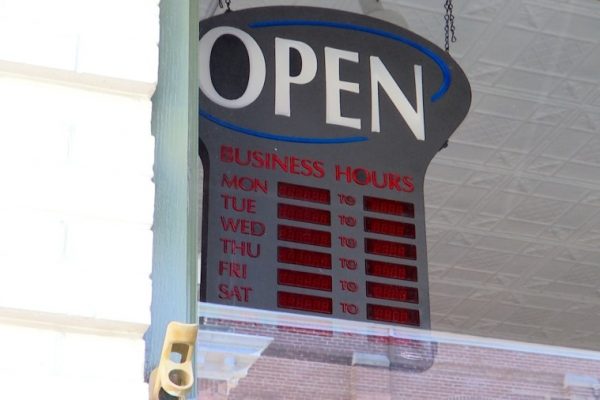 OPEN
BUSINESS HOURS
MON TO
TUE TO
WED TO
THU TO
FRI TO
SAT TO